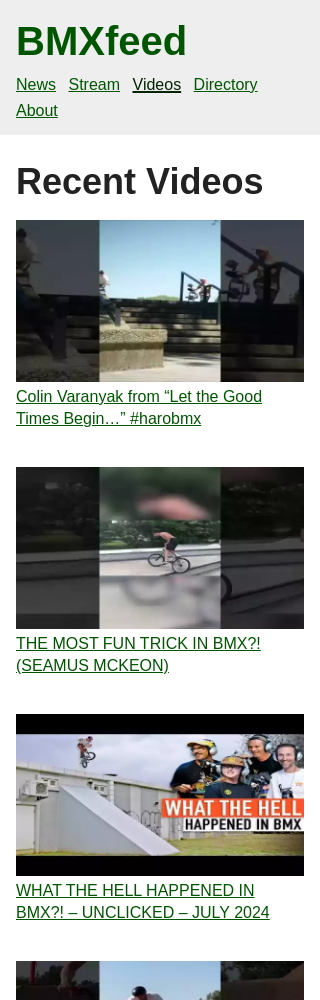 BMXfeed
News Stream Videos Directory
About
Recent Videos
Colin Varanyak from “Let the Good
Times Begin…” #harobmx
THE MOST FUN TRICK IN BMX?!
(SEAMUS MCKEON)
WHAT THE HELL
HAPPENED IN BMX
WHAT THE HELL HAPPENED IN
BMX?! – UNCLICKED – JULY 2024